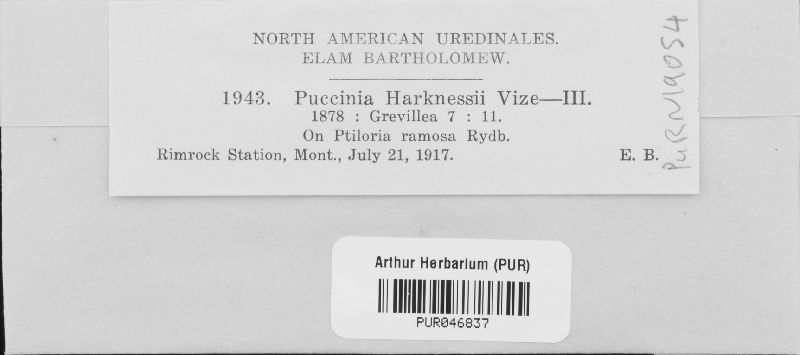 NORTH AMERICAN UREDINALES.
ELAM BARTHOLOMEW.
1943. Puccinia Harknessii Vize—III.
1878 : Grevillea 7 : 11.
On Ptiloria ramosa Rydb.
Rimrock Station, Mont., July 21, 1917. E. B.
PURN19054
Arthur Herbarium (PUR)
PUR046837